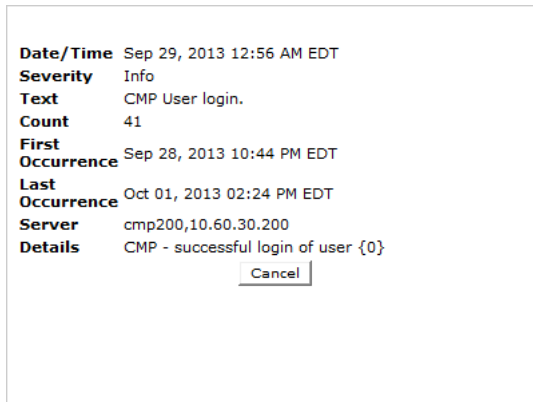 Date/Time Sep 29, 2013 12:56 AM EDT
Severity Info
Text CMP User login.
Count 41
First Occurrence Sep 28, 2013 10:44 PM EDT
Last Occurrence Oct 01, 2013 02:24 PM EDT
Server cmp200,10.60.30.200
Details CMP - successful login of user {0}
Cancel